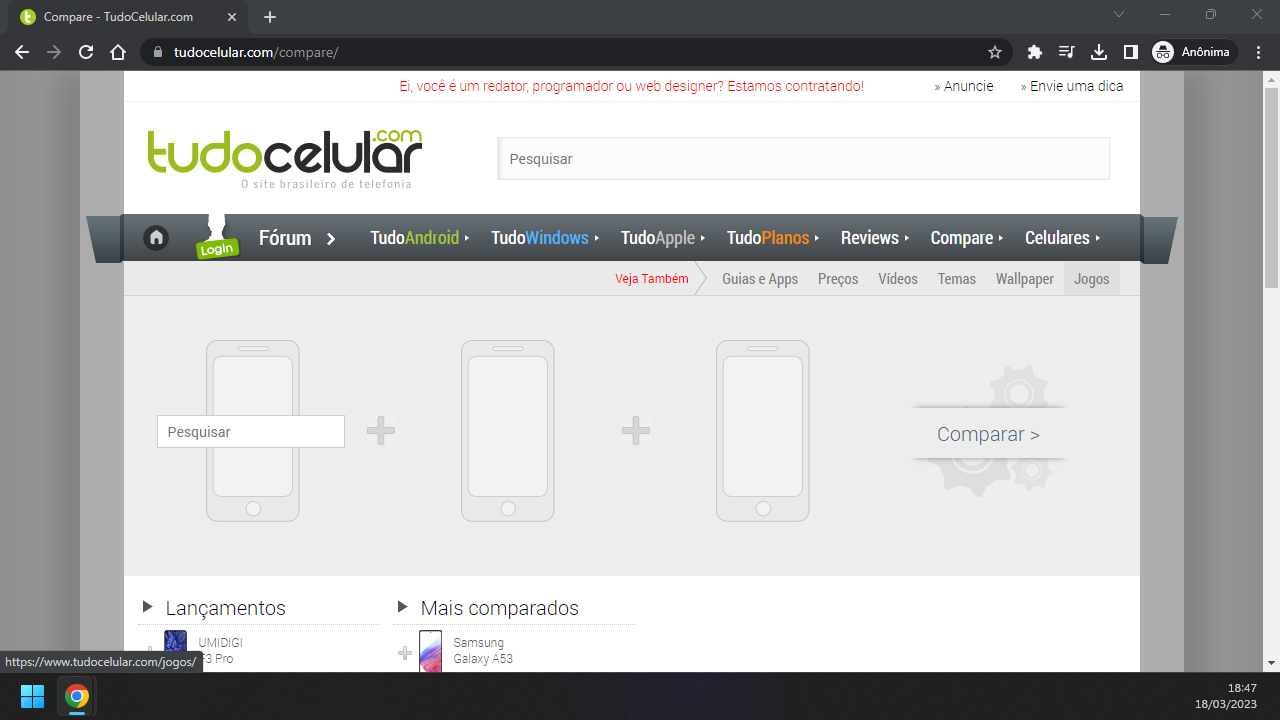 Compare - TudoCelular.com
tudocelular.com/compare/
Anônima
Ei, você é um redator, programador ou web designer? Estamos contratando!
» Anuncie
» Envie uma dica
tudocelular.com
O site brasileiro de telefonia
Pesquisar
Login
Fórum
TudoAndroid
TudoWindows
TudoApple
TudoPlanos
Reviews
Compare
Celulares
Veja Também
Guias e Apps
Preços
Vídeos
Temas
Wallpaper
Jogos
Pesquisar
Comparar >
Lançamentos
Mais comparados
UMIDIGI
F3 Pro
Samsung
Galaxy A53
https://www.tudocelular.com/jogos/
18:47
18/03/2023